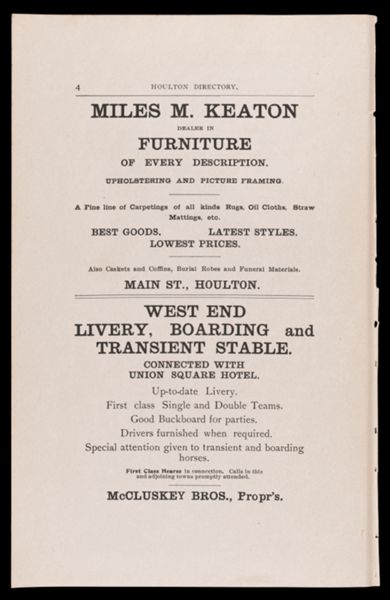 4 HOULTON DIRECTORY.
MILES M. KEATON
DEALER IN
FURNITURE
OF EVERY DESCRIPTION.
UPHOLSTERING AND PICTURE FRAMING.
A Fine line of Carpetings of all kinds Rugs, Oil Cloths, Straw
Mattings, etc.
BEST GOODS. LATEST STYLES.
LOWEST PRICES.
Also Caskets and Coffins, Burial Robes and Funeral Materials.
MAIN ST., HOULTON.
WEST END
LIVERY, BOARDING and
TRANSIENT STABLE.
CONNECTED WITH
UNION SQUARE HOTEL.
Up-to-date Livery.
First class Single and Double Teams.
Good Buckboard for parties.
Drivers furnished when required.
Special attention given to transient and boarding
horses.
First Class Hearse in connection. Calls in this
and adjoining towns promptly attended.
McCLUSKEY BROS., Propr's.